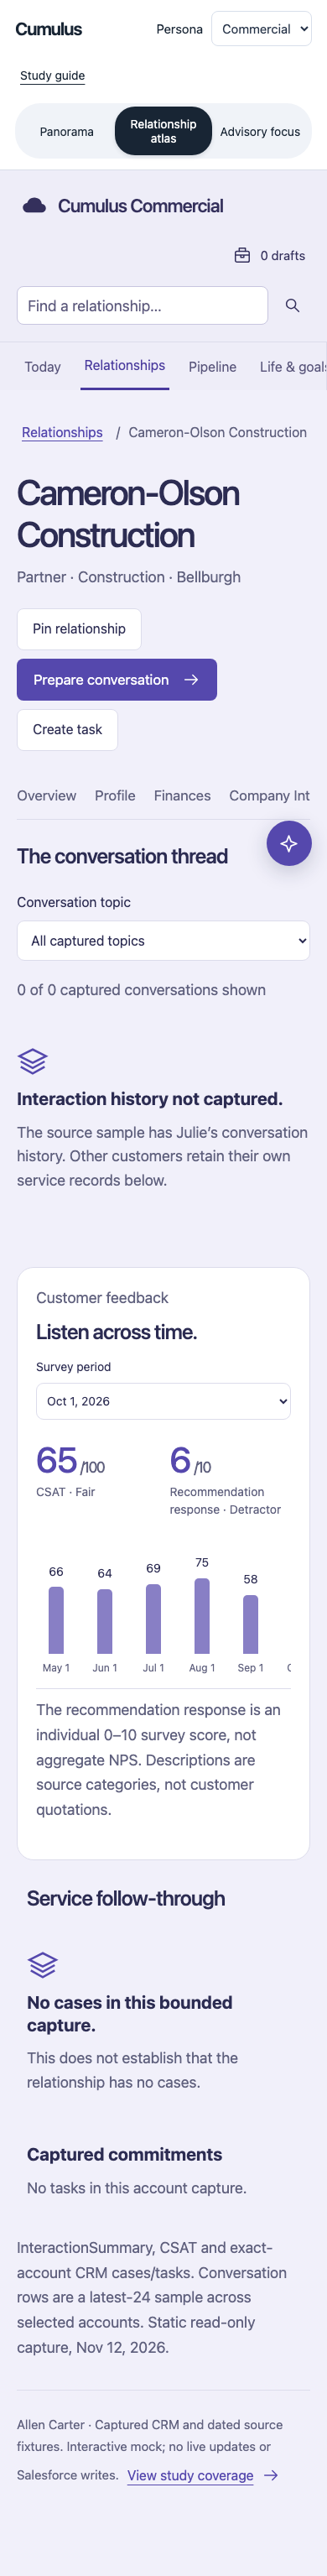 Cumulus
Persona
Commercial
Study guide
Panorama
Relationship
atlas
Advisory focus
Cumulus Commercial
0 drafts
Find a relationship...
Today
Relationships
Pipeline
Life & goals
Relationships / Cameron-Olson Construction
Cameron-Olson
Construction
Partner · Construction · Bellburgh
Pin relationship
Prepare conversation
Create task
Overview
Profile
Finances
Company Int
The conversation thread
Conversation topic
All captured topics
0 of 0 captured conversations shown
Interaction history not captured.
The source sample has Julie’s conversation
history. Other customers retain their own
service records below.
Customer feedback
Listen across time.
Survey period
Oct 1, 2026
65 /100
CSAT · Fair
6 /10
Recommendation
response · Detractor
66
64
69
75
58
May 1
Jun 1
Jul 1
Aug 1
Sep 1
The recommendation response is an
individual 0–10 survey score, not
aggregate NPS. Descriptions are
source categories, not customer
quotations.
Service follow-through
No cases in this bounded
capture.
This does not establish that the
relationship has no cases.
Captured commitments
No tasks in this account capture.
InteractionSummary, CSAT and exact-
account CRM cases/tasks. Conversation
rows are a latest-24 sample across
selected accounts. Static read-only
capture, Nov 12, 2026.
Allen Carter · Captured CRM and dated source
fixtures. Interactive mock; no live updates or
Salesforce writes. View study coverage